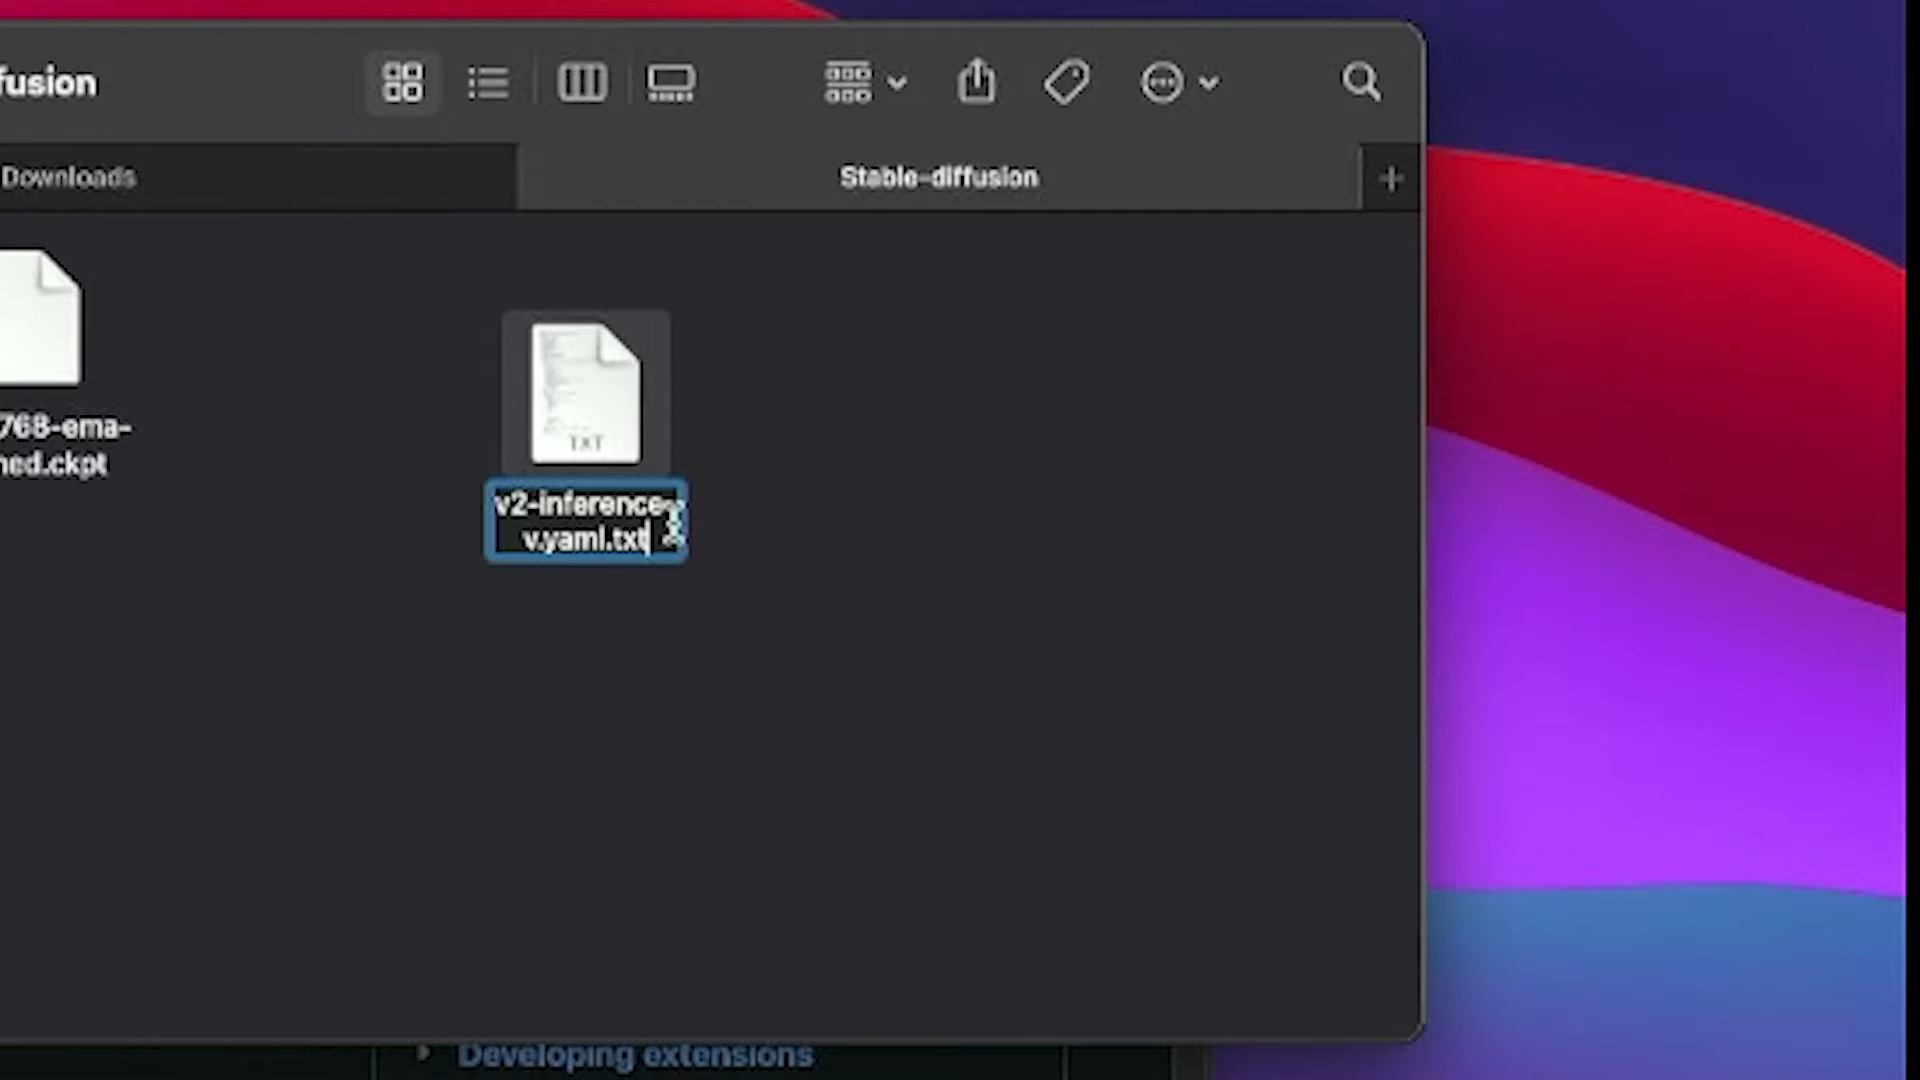 fusion
Downloads
Stable-diffusion
768-ema-
ned.ckpt
TXT
v2-inference-
v.yaml.txt
Developing extensions